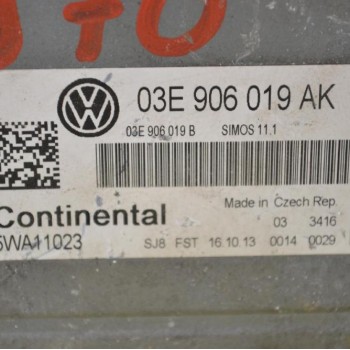 03E 906 019 AK
03E 906 019 B SIMOS 11.1
Continental Made in Czech Rep.
03 3416
5WA11023 SJ8 FST 16.10.13 0014 0029